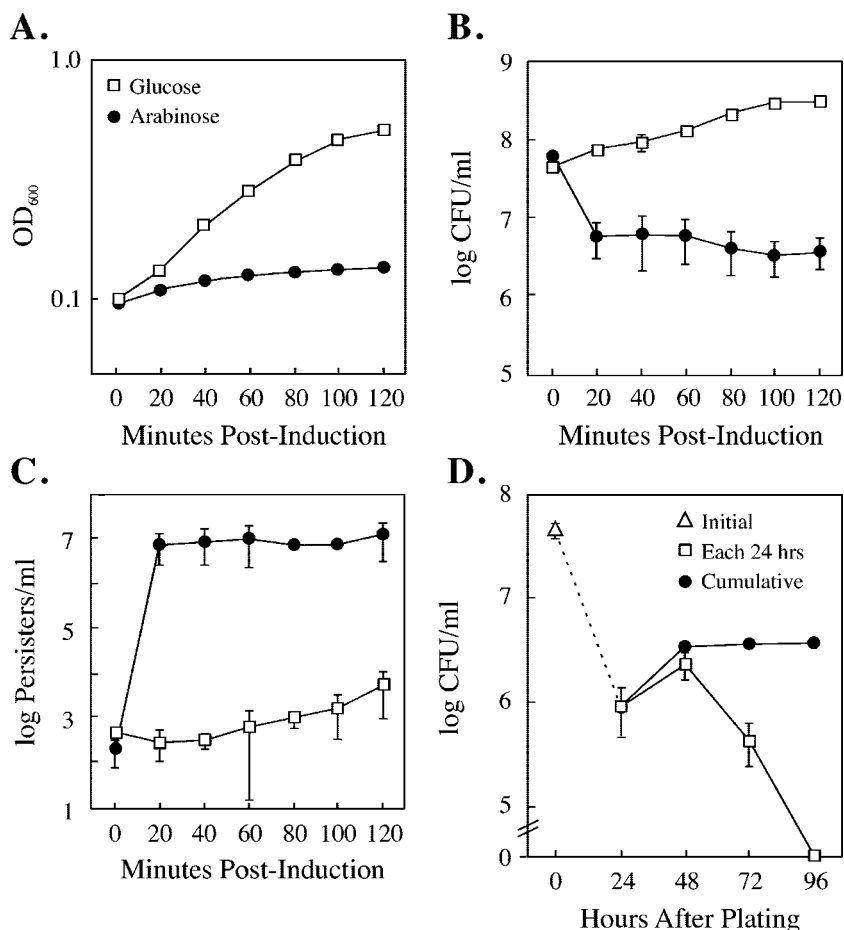 A.
1.0
Glucose
Arabinose
OD600
0.1
0 20 40 60 80 100 120
Minutes Post-Induction
B.
9
8
7
6
5
log CFU/ml
0 20 40 60 80 100 120
Minutes Post-Induction
C.
7
5
3
1
log Persisters/ml
0 20 40 60 80 100 120
Minutes Post-Induction
D.
8
Initial
Each 24 hrs
Cumulative
7
6
5
0
log CFU/ml
0 24 48 72 96
Hours After Plating